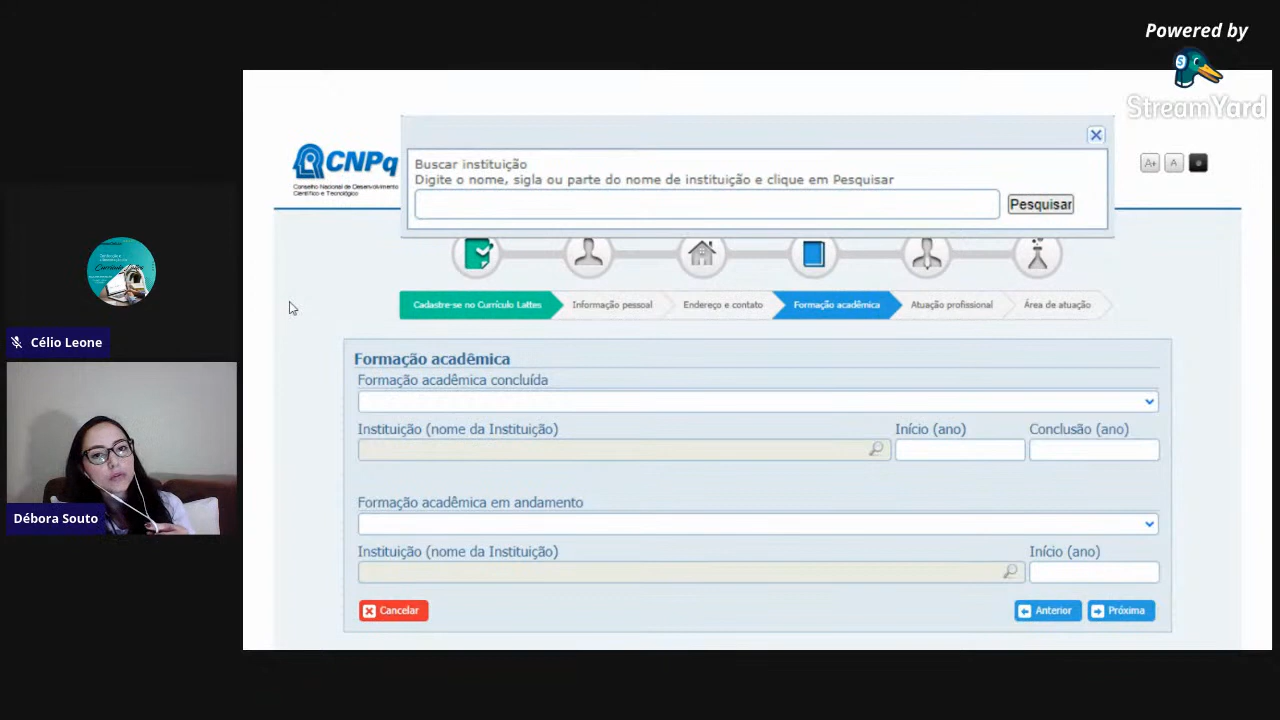 Powered by
StreamYard
CNPq
Conselho Nacional de Desenvolvimento
Científico e Tecnológico
Buscar instituição
Digite o nome, sigla ou parte do nome de instituição e clique em Pesquisar
Pesquisar
A+
A
Cadastre-se no Currículo Lattes
Informação pessoal
Endereço e contato
Formação acadêmica
Atuação profissional
Área de atuação
Célio Leone
Débora Souto
Formação acadêmica
Formação acadêmica concluída
Instituição (nome da Instituição)
Início (ano)
Conclusão (ano)
Formação acadêmica em andamento
Instituição (nome da Instituição)
Início (ano)
Cancelar
Anterior
Próxima